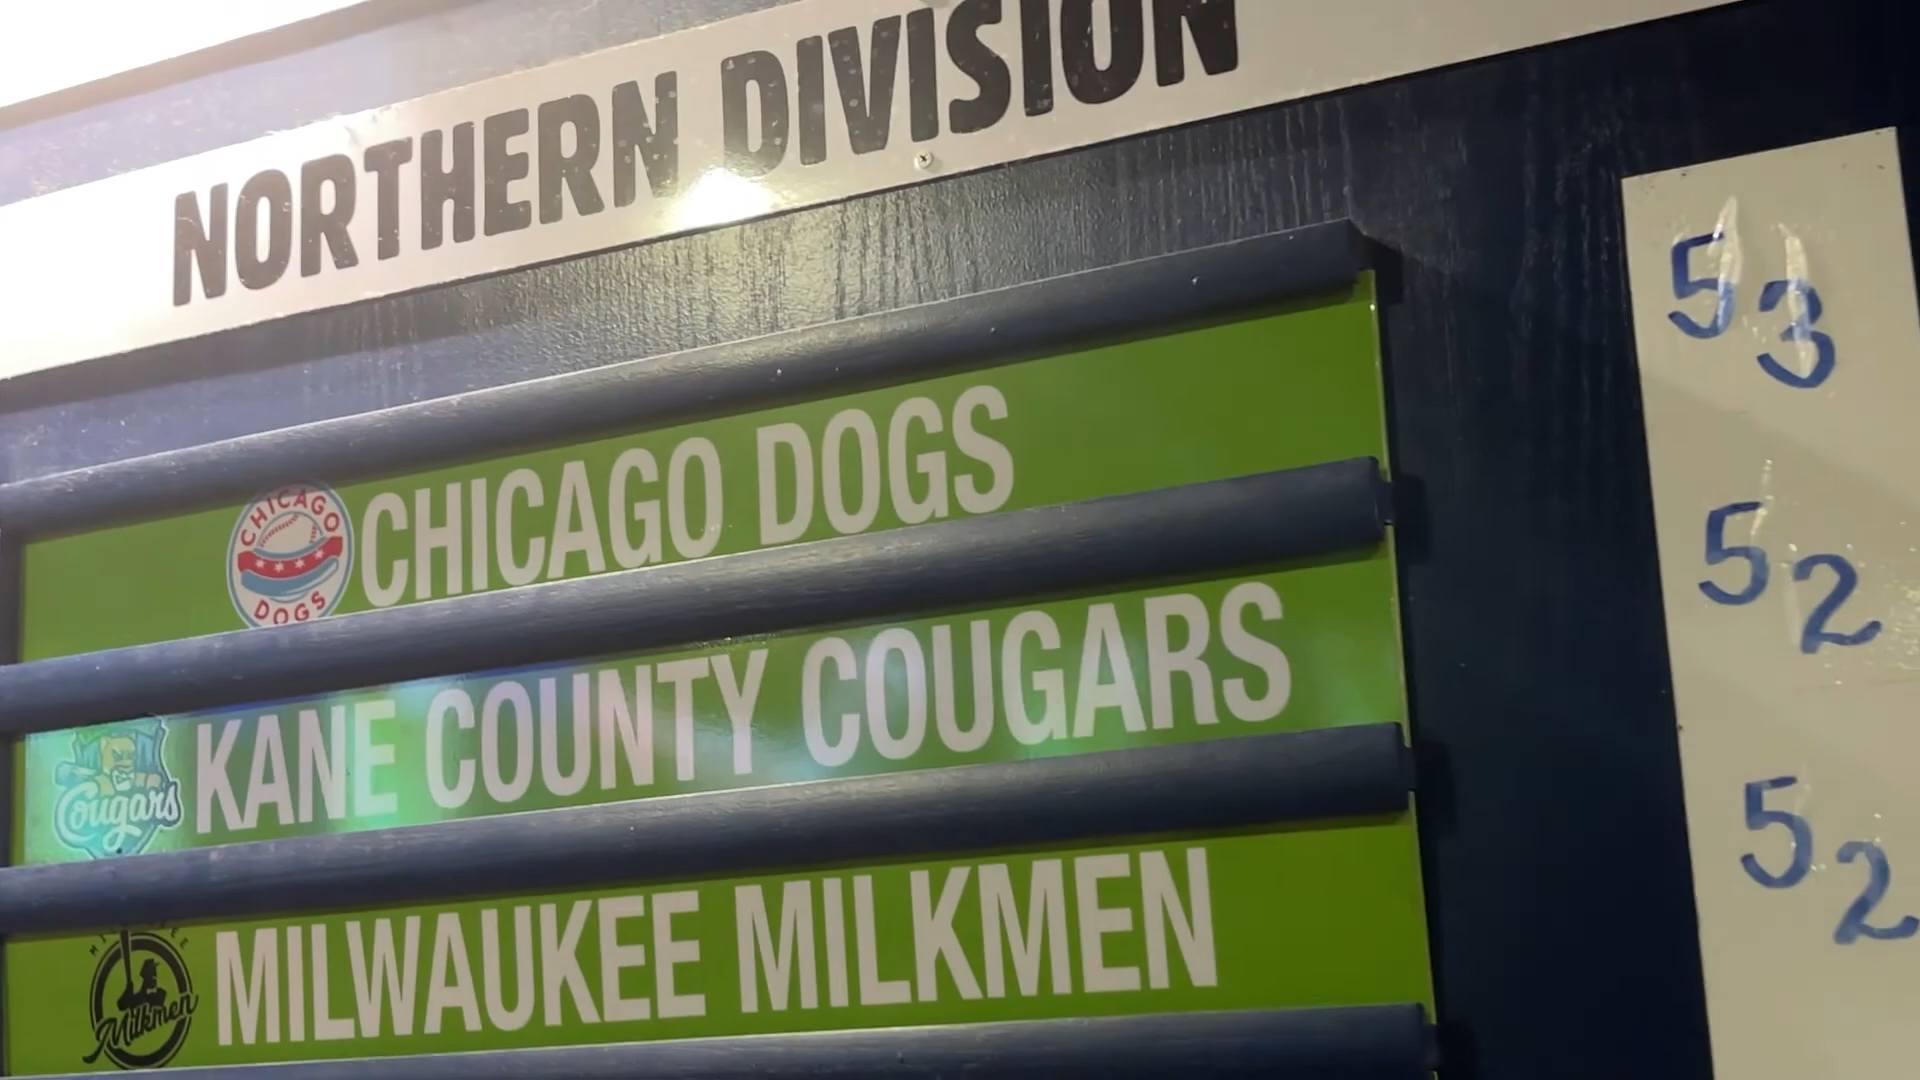 NORTHERN DIVISION
CHICAGO DOGS
CHICAGO DOGS
53
Cougars
KANE COUNTY COUGARS
52
Milkmen
MILWAUKEE MILKMEN
52